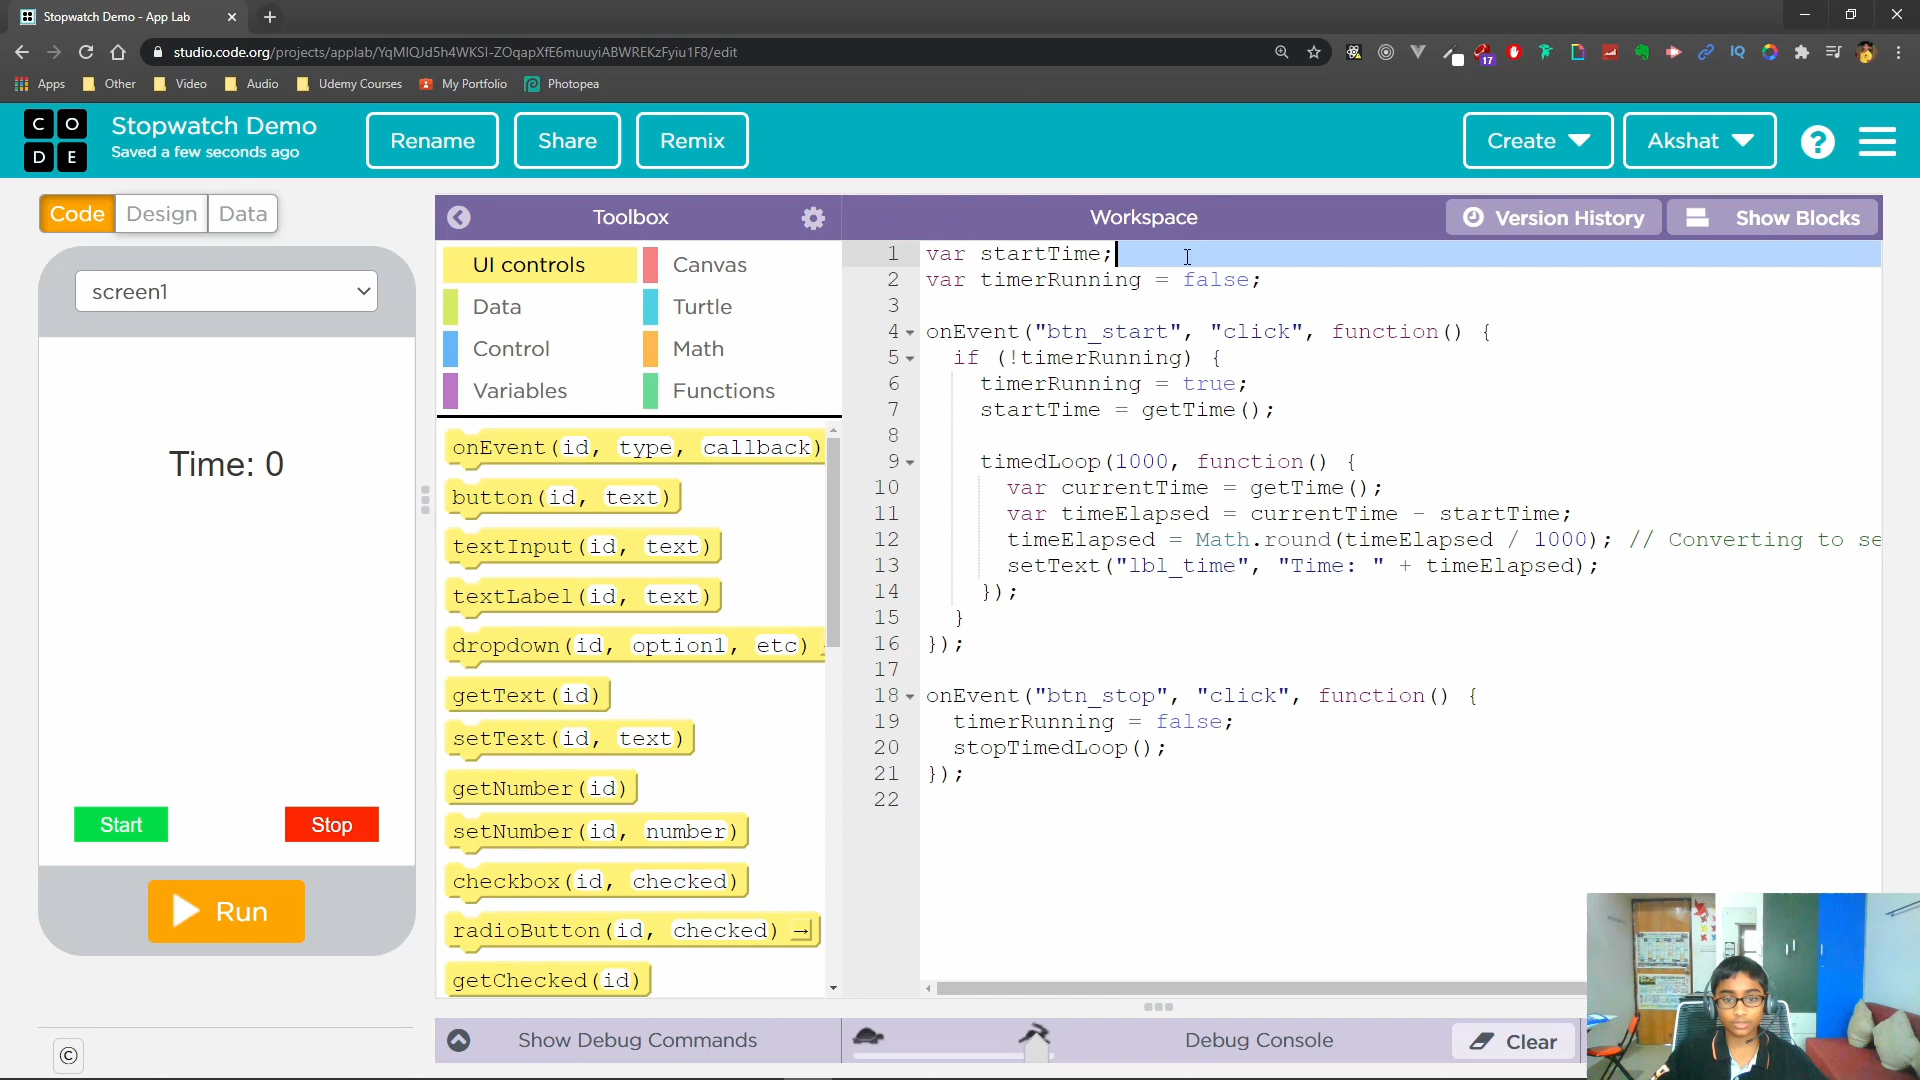 Stopwatch Demo - App Lab
studio.code.org/projects/applab/YqMlQJd5h4WKSI-ZOqapXfE6muuyiABWREKzFyiu1F8/edit
17
IQ
Apps Other Video Audio Udemy Courses My Portfolio Photopea
C O D E
Stopwatch Demo
Saved a few seconds ago
Rename
Share
Remix
Create
Akshat
?
Code Design Data
screen1
Time: 0
Start
Stop
Run
©
Toolbox
UI controls Canvas
Data Turtle
Control Math
Variables Functions
onEvent(id, type, callback)
button(id, text)
textInput(id, text)
textLabel(id, text)
dropdown(id, option1, etc)
getText(id)
setText(id, text)
getNumber(id)
setNumber(id, number)
checkbox(id, checked)
radioButton(id, checked) →
getChecked(id)
Workspace
Version History
Show Blocks
1 var startTime;
2 var timerRunning = false;
3
4 onEvent("btn_start", "click", function() {
5 if (!timerRunning) {
6 timerRunning = true;
7 startTime = getTime();
8
9 timedLoop(1000, function() {
10 var currentTime = getTime();
11 var timeElapsed = currentTime - startTime;
12 timeElapsed = Math.round(timeElapsed / 1000); // Converting to se
13 setText("lbl_time", "Time: " + timeElapsed);
14 });
15 }
16 });
17
18 onEvent("btn_stop", "click", function() {
19 timerRunning = false;
20 stopTimedLoop();
21 });
22
Show Debug Commands
Debug Console
Clear